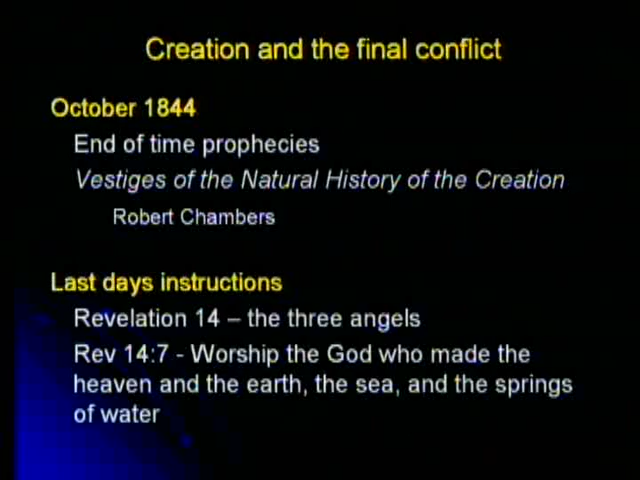 Creation and the final conflict
October 1844
End of time prophecies
Vestiges of the Natural History of the Creation
Robert Chambers
Last days instructions
Revelation 14 – the three angels
Rev 14:7 - Worship the God who made the
heaven and the earth, the sea, and the springs
of water